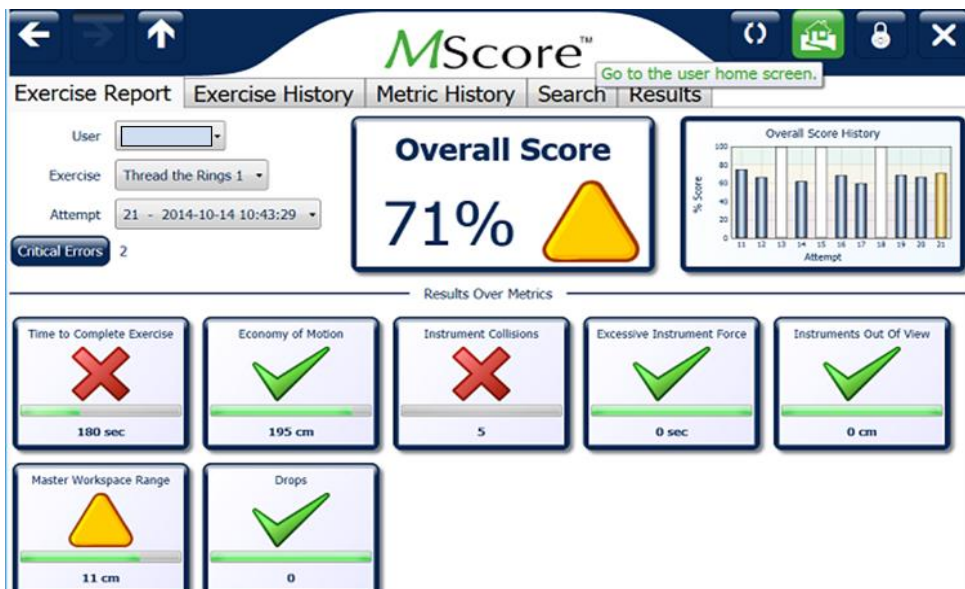 MScore™
Go to the user home screen.
Exercise Report Exercise History Metric History Search Results
User
Exercise Thread the Rings 1
Attempt 21 - 2014-10-14 10:43:29
Critical Errors 2
Overall Score
71%
Overall Score History
% Score
100
80
60
40
20
0
11 12 13 14 15 16 17 18 19 20 21
Attempt
Results Over Metrics
Time to Complete Exercise
180 sec
Economy of Motion
195 cm
Instrument Collisions
5
Excessive Instrument Force
0 sec
Instruments Out Of View
0 cm
Master Workspace Range
11 cm
Drops
0